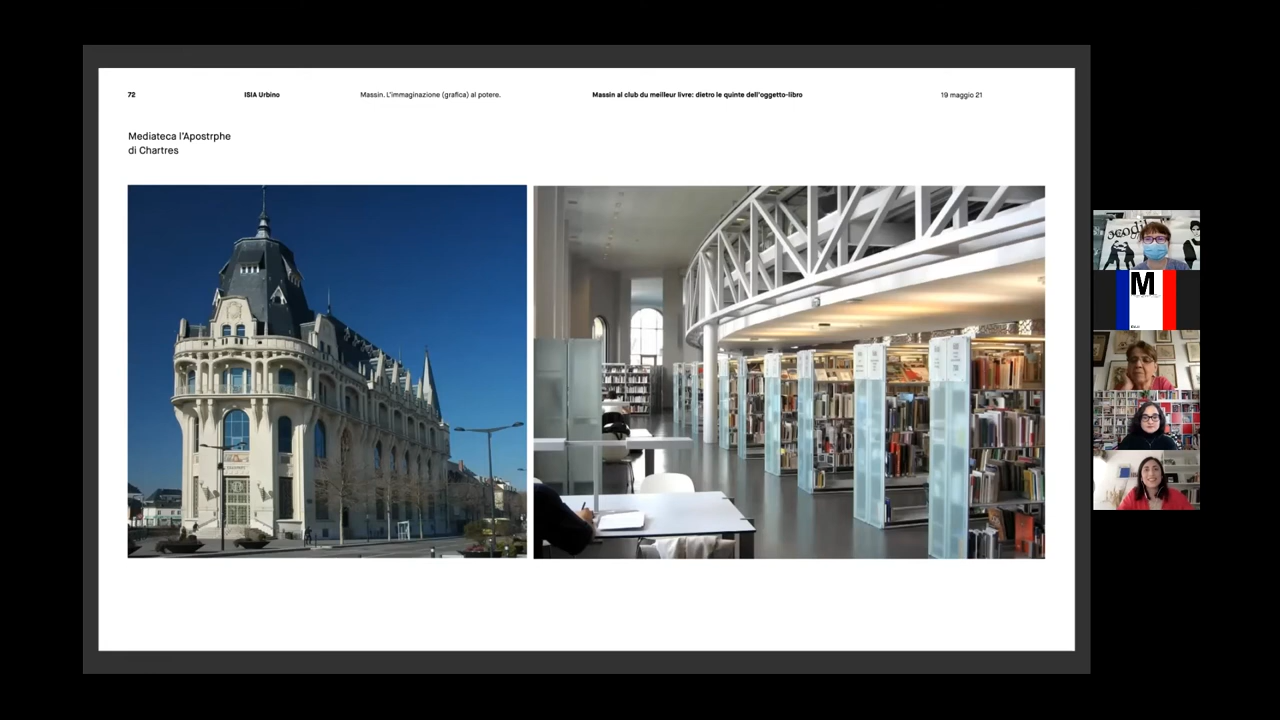 72
ISIA Urbino
Massin. L'immaginazione (grafica) al potere.
Massin al club du meilleur livre: dietro le quinte dell'oggetto-libro
19 maggio 21
Mediateca l'Apostrphe
di Chartres
M